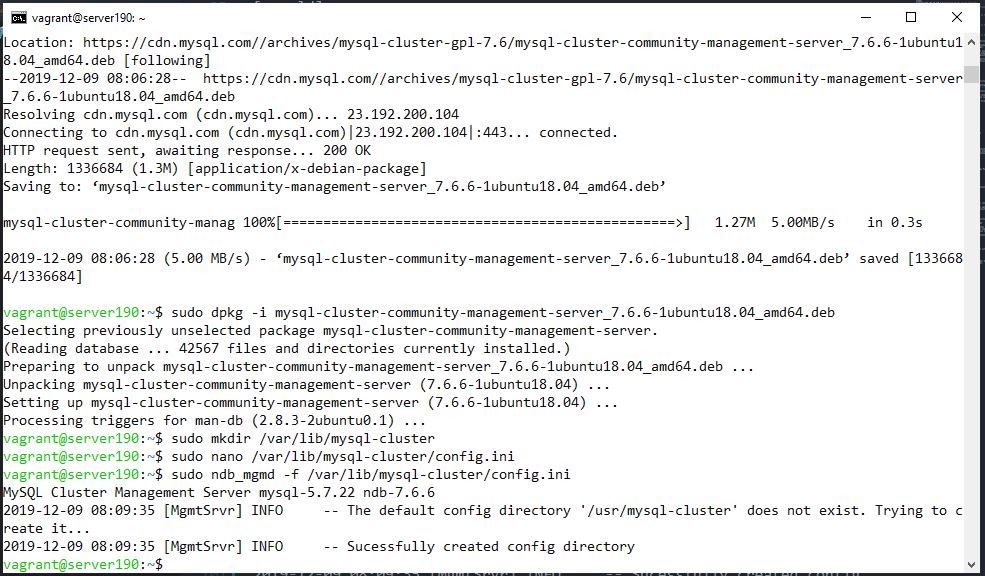 vagrant@server190: ~
Location: https://cdn.mysql.com//archives/mysql-cluster-gpl-7.6/mysql-cluster-community-management-server_7.6.6-1ubuntu1
8.04_amd64.deb [following]
--2019-12-09 08:06:28--  https://cdn.mysql.com//archives/mysql-cluster-gpl-7.6/mysql-cluster-community-management-server
_7.6.6-1ubuntu18.04_amd64.deb
Resolving cdn.mysql.com (cdn.mysql.com)... 23.192.200.104
Connecting to cdn.mysql.com (cdn.mysql.com)|23.192.200.104|:443... connected.
HTTP request sent, awaiting response... 200 OK
Length: 1336684 (1.3M) [application/x-debian-package]
Saving to: ‘mysql-cluster-community-management-server_7.6.6-1ubuntu18.04_amd64.deb’
mysql-cluster-community-manag 100%[=================================================>]   1.27M  5.00MB/s    in 0.3s
2019-12-09 08:06:28 (5.00 MB/s) - ‘mysql-cluster-community-management-server_7.6.6-1ubuntu18.04_amd64.deb’ saved [133668
4/1336684]
vagrant@server190:~$ sudo dpkg -i mysql-cluster-community-management-server_7.6.6-1ubuntu18.04_amd64.deb
Selecting previously unselected package mysql-cluster-community-management-server.
(Reading database ... 42567 files and directories currently installed.)
Preparing to unpack mysql-cluster-community-management-server_7.6.6-1ubuntu18.04_amd64.deb ...
Unpacking mysql-cluster-community-management-server (7.6.6-1ubuntu18.04) ...
Setting up mysql-cluster-community-management-server (7.6.6-1ubuntu18.04) ...
Processing triggers for man-db (2.8.3-2ubuntu0.1) ...
vagrant@server190:~$ sudo mkdir /var/lib/mysql-cluster
vagrant@server190:~$ sudo nano /var/lib/mysql-cluster/config.ini
vagrant@server190:~$ sudo ndb_mgmd -f /var/lib/mysql-cluster/config.ini
MySQL Cluster Management Server mysql-5.7.22 ndb-7.6.6
2019-12-09 08:09:35 [MgmtSrvr] INFO     -- The default config directory '/usr/mysql-cluster' does not exist. Trying to c
reate it...
2019-12-09 08:09:35 [MgmtSrvr] INFO     -- Sucessfully created config directory
vagrant@server190:~$